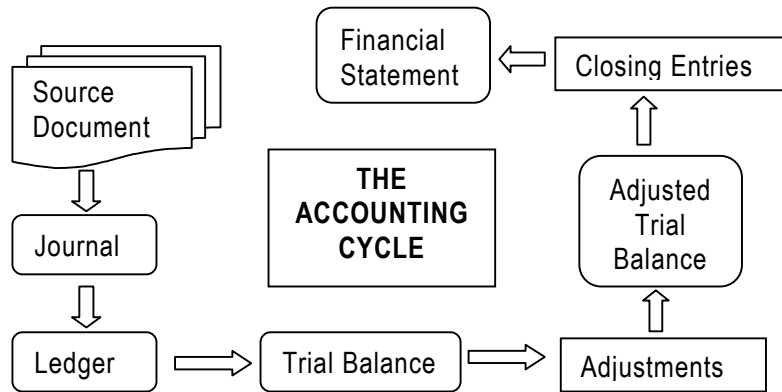 Source
Document
Journal
Ledger
Trial Balance
Adjustments
Adjusted
Trial
Balance
Closing Entries
Financial
Statement
THE
ACCOUNTING
CYCLE